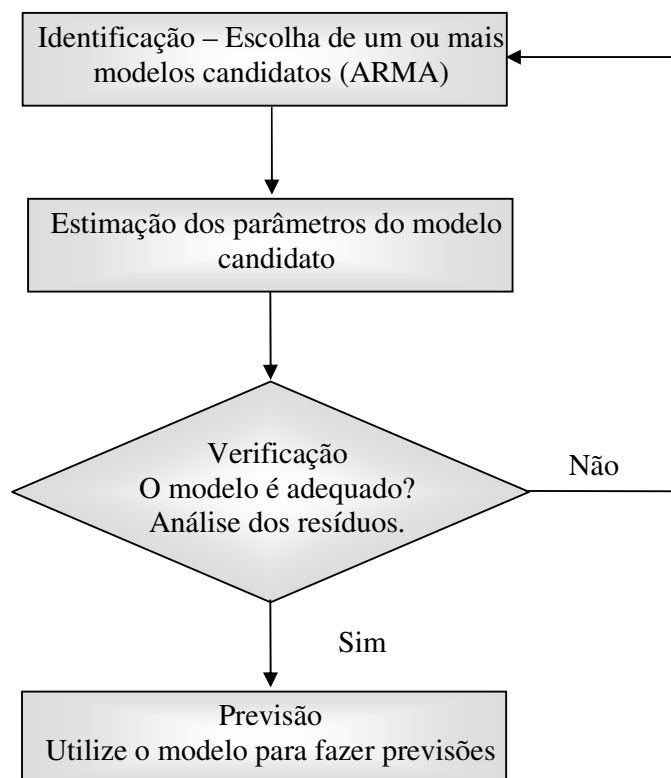 Identificação – Escolha de um ou mais
modelos candidatos (ARMA)
Estimação dos parâmetros do modelo
candidato
Verificação
O modelo é adequado?
Análise dos resíduos.
Não
Sim
Previsão
Utilize o modelo para fazer previsões